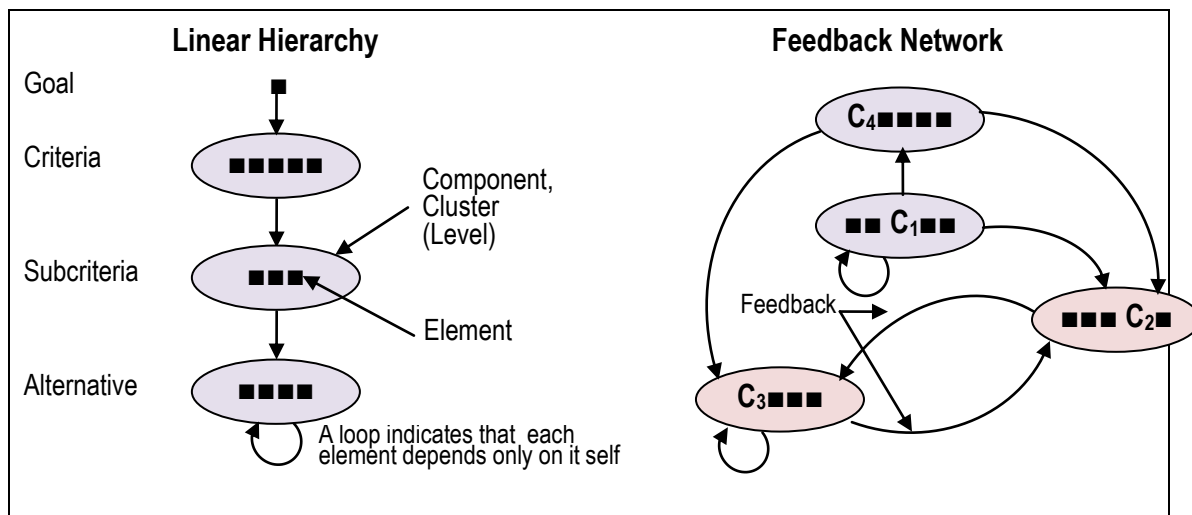 Linear Hierarchy
Goal
■
Criteria
■■■■■
Component,
Cluster
(Level)
Subcriteria
■■■
Element
Alternative
■■■■
A loop indicates that each
element depends only on it self
Feedback Network
C₄■■■■
■■ C₁■■
Feedback
■■■ C₂■
C₃■■■